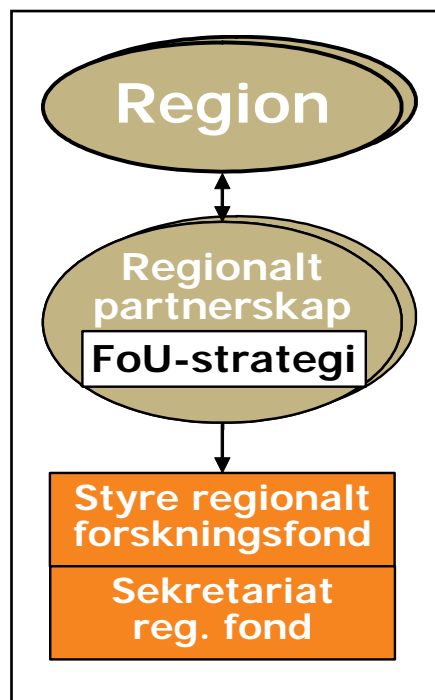 Region
Regionalt
partnerskap
FoU-strategi
Styre regionalt
forskningsfond
Sekretariat
reg. fond